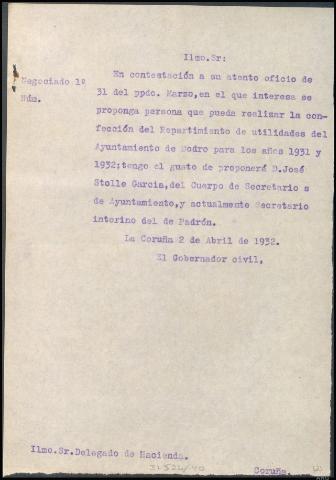 Ilmo.Sr:
Negociado 1º
Núm.
En contestación a su atento oficio de
31 del ppdo. Marzo,en el que interesa se
proponga persona que pueda realizar la con-
fección del Repartimiento de utilidades del
Ayuntamiento de Dodro para los años 1931 y
1932;tengo el gusto de proponeré D.José
Stolle Garcia,del Cuerpo de Secretario s
de Ayuntamiento,y actualmente Secretario
interino del de Padrón.
La Coruña 2 de Abril de 1932.
El Gobernador civil,
Ilmo.Sr.Delegado de Hacienda.
Coruña.